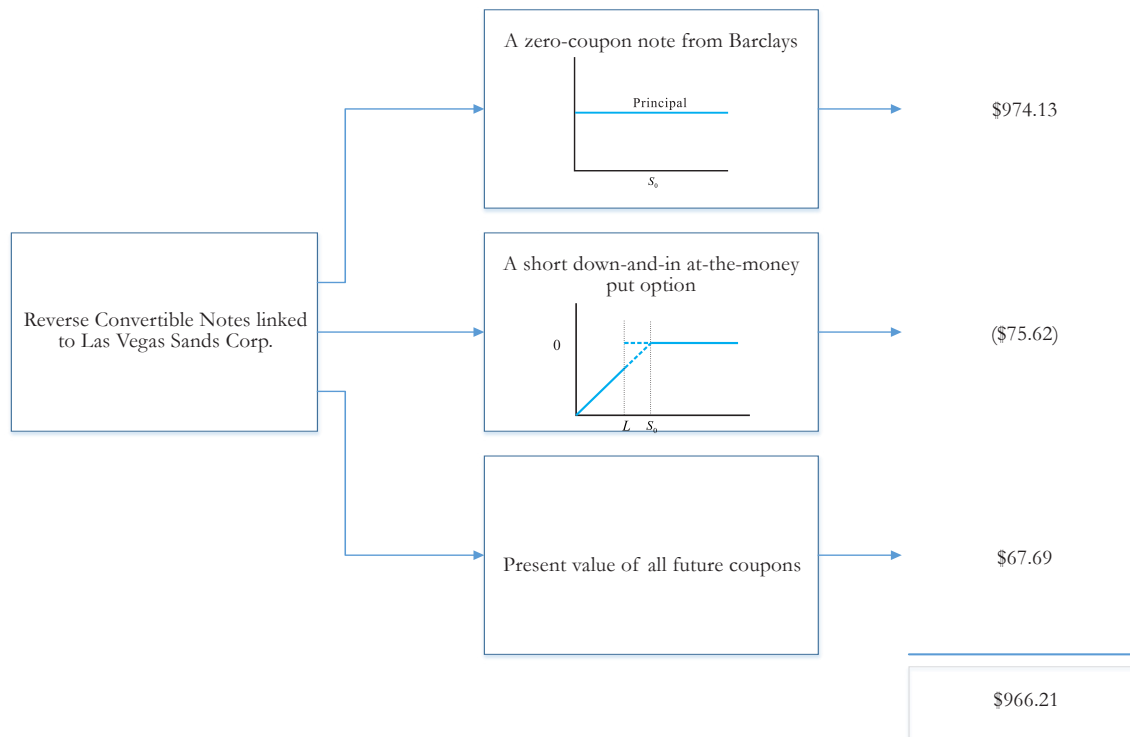 A zero-coupon note from Barclays
Principal
S₀
$974.13
Reverse Convertible Notes linked
to Las Vegas Sands Corp.
A short down-and-in at-the-money
put option
0
L S₀
($75.62)
Present value of all future coupons
$67.69
$966.21